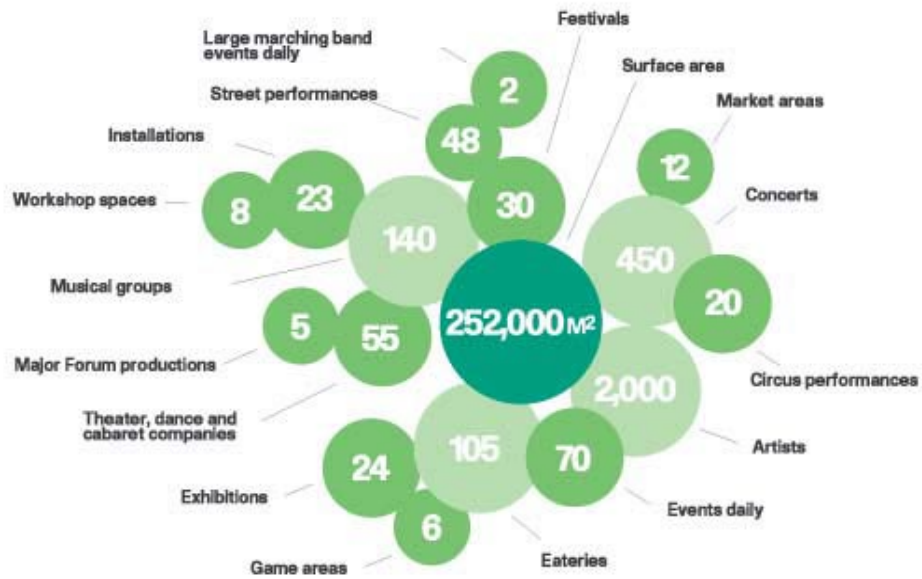 Festivals
Large marching band
events daily
Surface area
2
Street performances
Market areas
48
Installations
12
Workshop spaces
8
23
30
Concerts
140
450
Musical groups
20
5
252,000 M2
55
Major Forum productions
Circus performances
2,000
Theater, dance and
cabaret companies
Artists
105
70
24
Exhibitions
Events daily
6
Eateries
Game areas